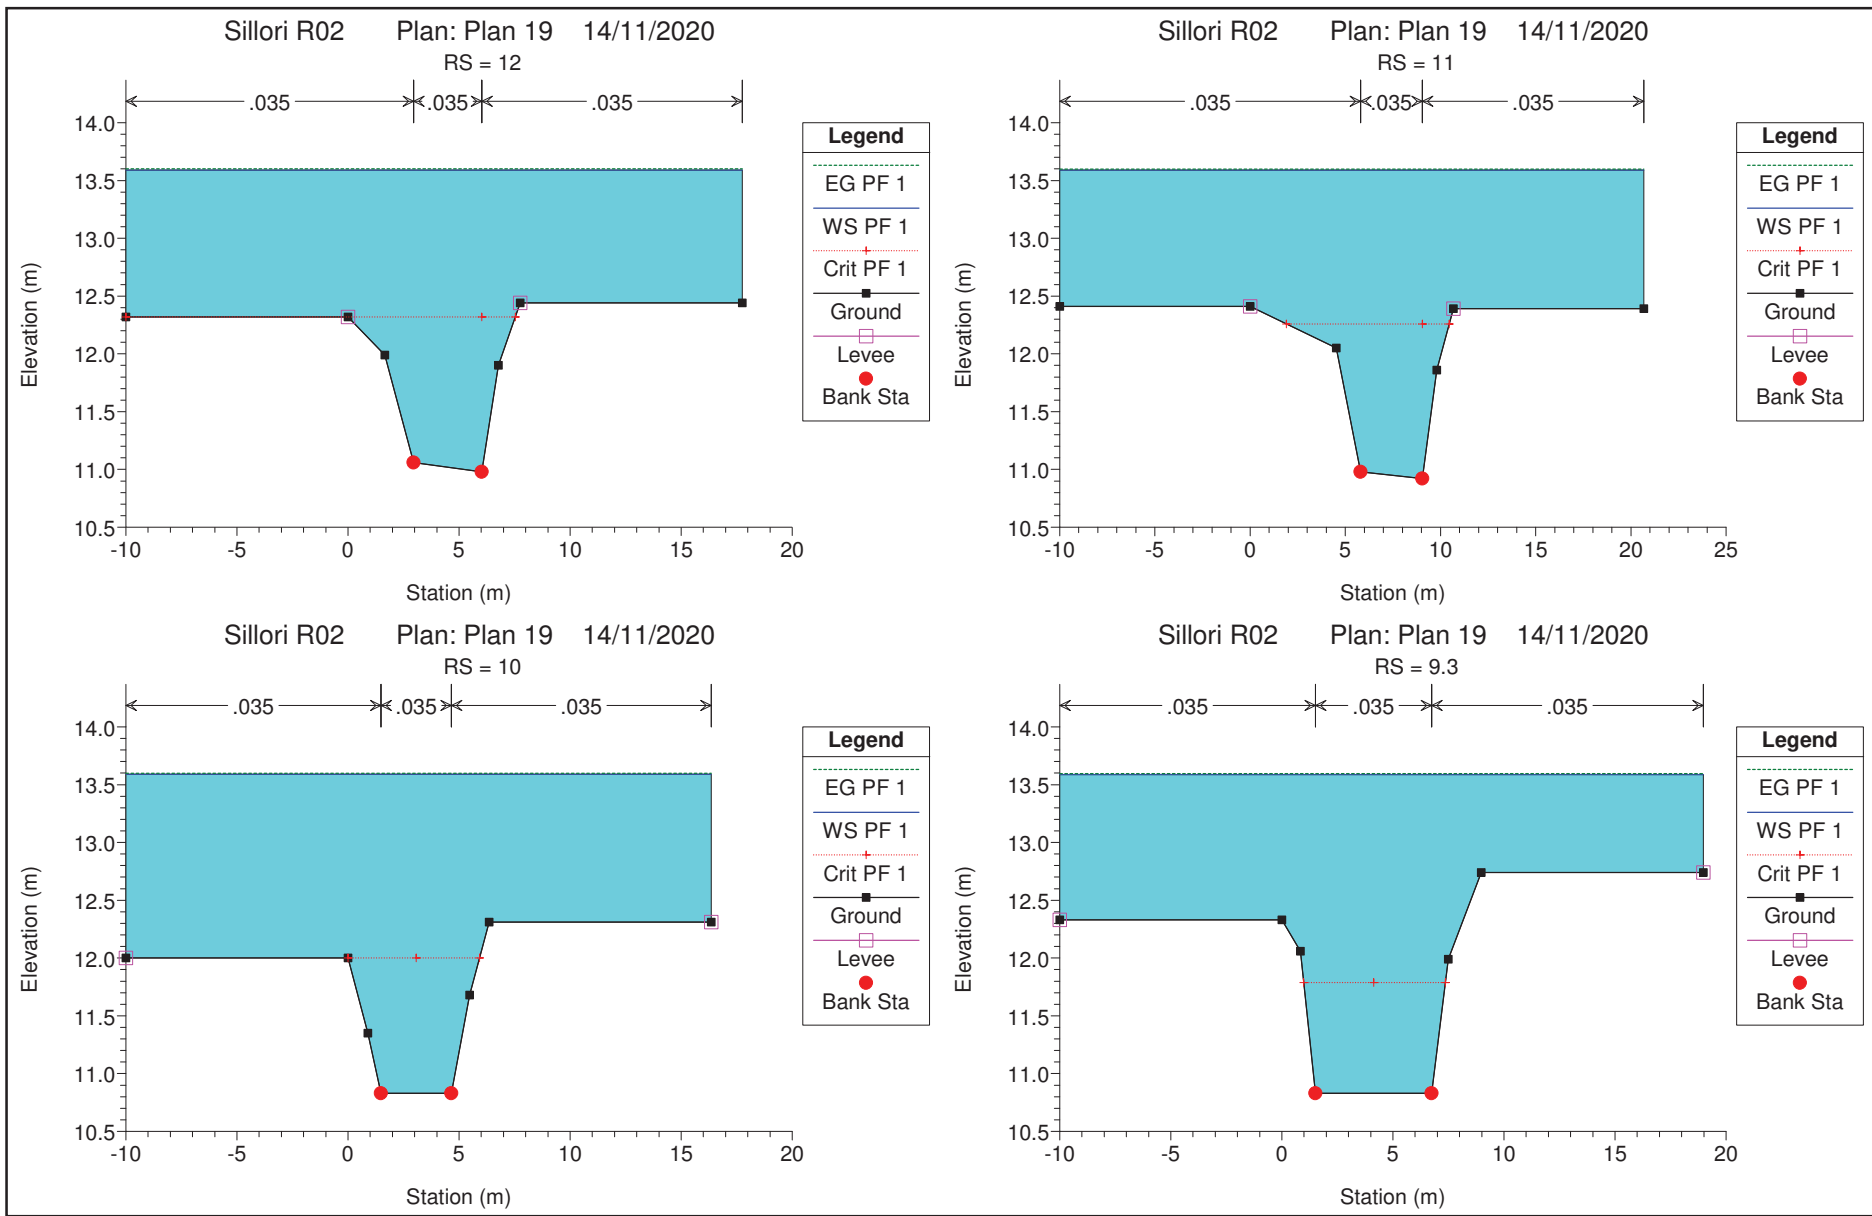 Sillori R02 Plan: Plan 19 14/11/2020
RS = 12
.035 .035 .035
14.0
13.5
13.0
12.5
12.0
11.5
11.0
10.5
-10 -5 0 5 10 15 20
Station (m)
Elevation (m)
Legend
EG PF 1
WS PF 1
Crit PF 1
Ground
Levee
Bank Sta
Sillori R02 Plan: Plan 19 14/11/2020
RS = 11
.035 .035 .035
14.0
13.5
13.0
12.5
12.0
11.5
11.0
10.5
-10 -5 0 5 10 15 20 25
Station (m)
Elevation (m)
Legend
EG PF 1
WS PF 1
Crit PF 1
Ground
Levee
Bank Sta
Sillori R02 Plan: Plan 19 14/11/2020
RS = 10
.035 .035 .035
14.0
13.5
13.0
12.5
12.0
11.5
11.0
10.5
-10 -5 0 5 10 15 20
Station (m)
Elevation (m)
Legend
EG PF 1
WS PF 1
Crit PF 1
Ground
Levee
Bank Sta
Sillori R02 Plan: Plan 19 14/11/2020
RS = 9.3
.035 .035 .035
14.0
13.5
13.0
12.5
12.0
11.5
11.0
10.5
-10 -5 0 5 10 15 20
Station (m)
Elevation (m)
Legend
EG PF 1
WS PF 1
Crit PF 1
Ground
Levee
Bank Sta